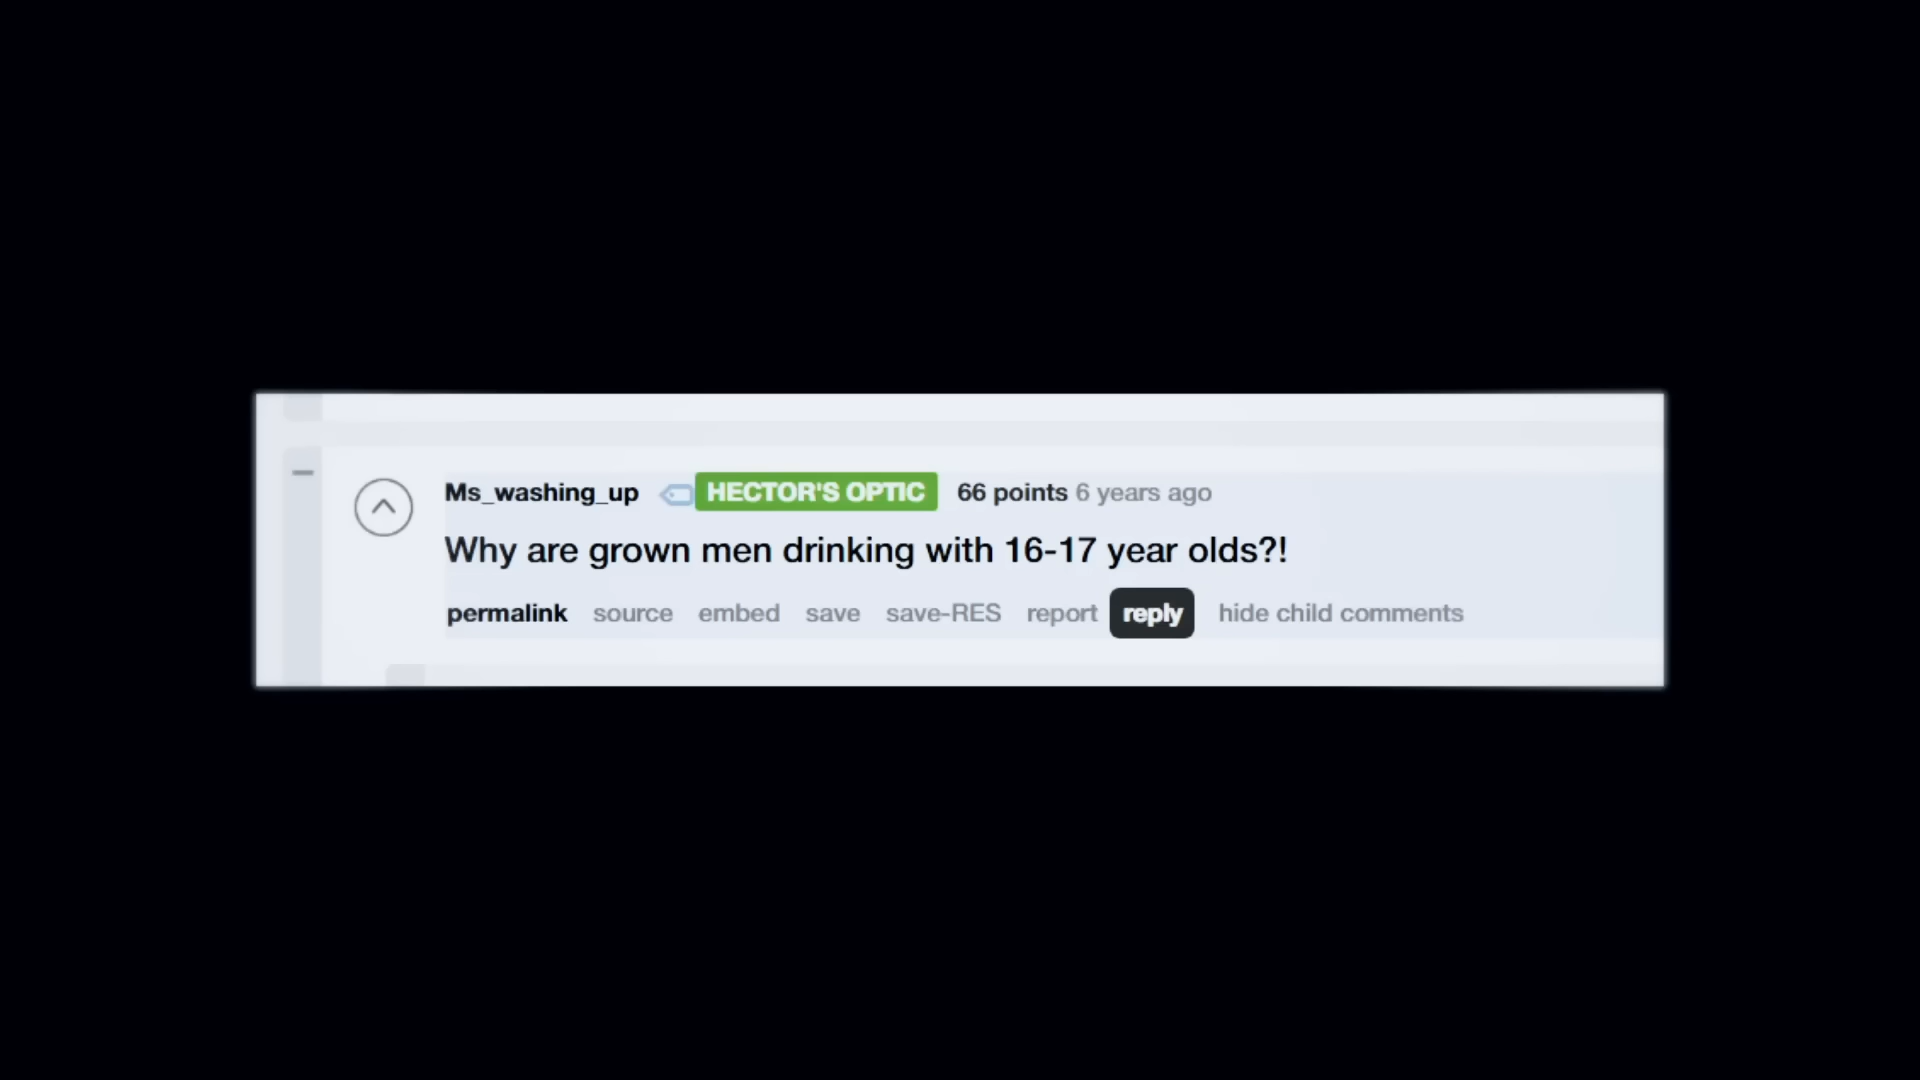 Ms_washing_up HECTOR'S OPTIC 66 points 6 years ago
Why are grown men drinking with 16-17 year olds?!
permalink source embed save save-RES report reply hide child comments